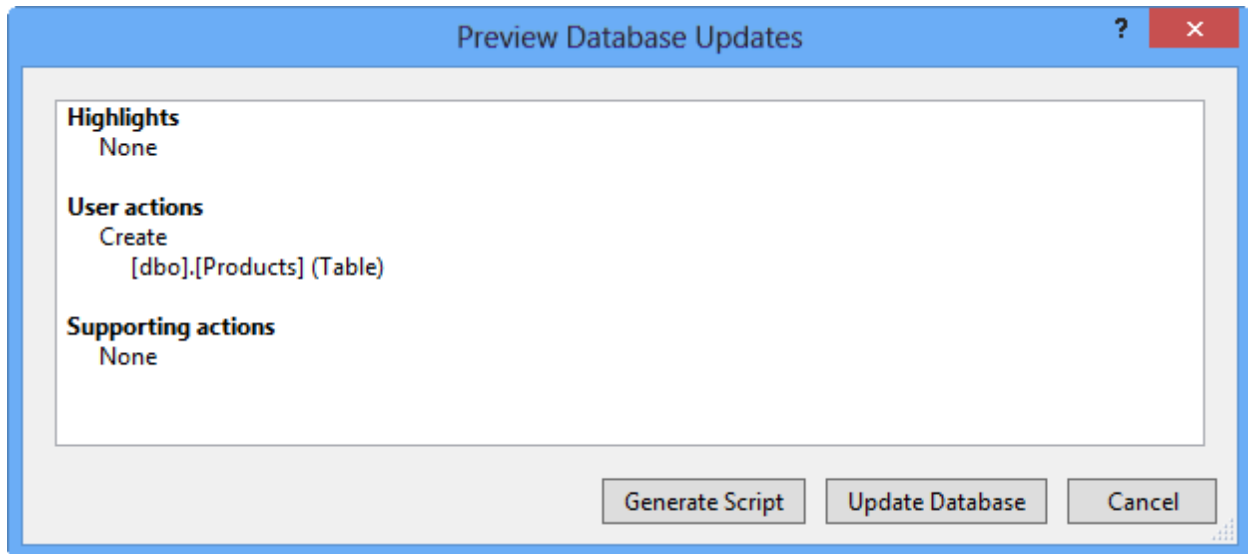 Preview Database Updates
?
Highlights
None
User actions
Create
[dbo].[Products] (Table)
Supporting actions
None
Generate Script
Update Database
Cancel